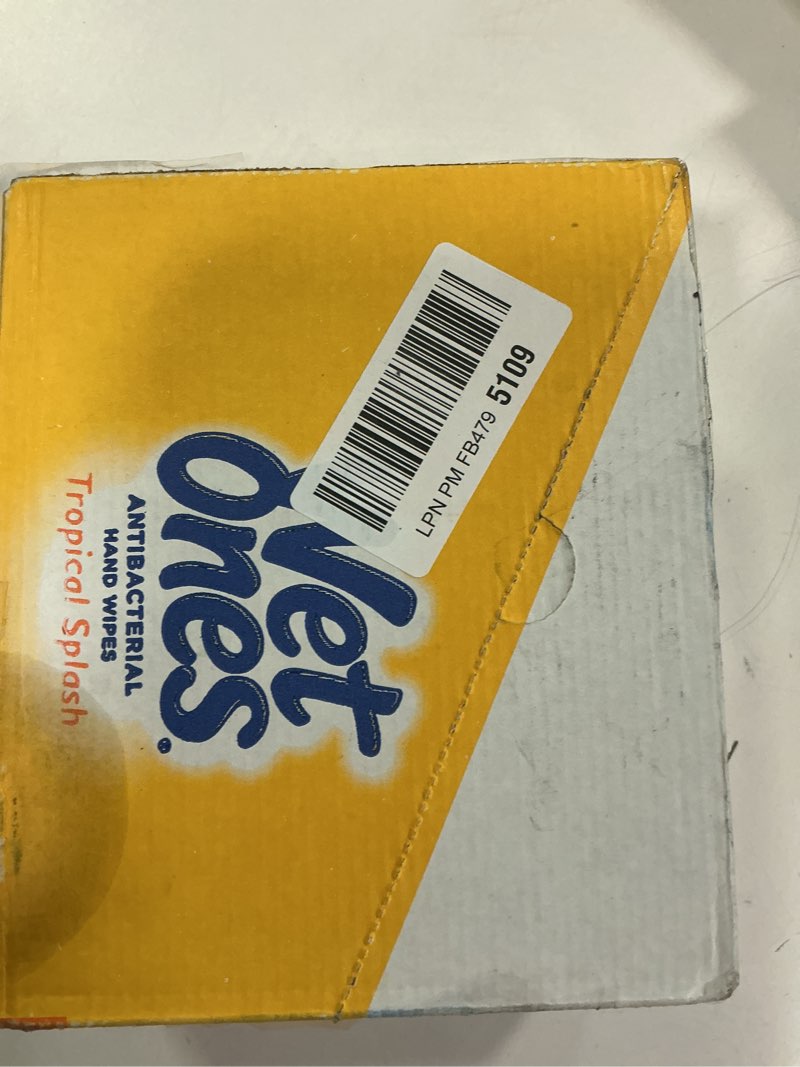 Wet
Ones®
ANTIBACTERIAL
HAND WIPES
Tropical Splash
LPN PM FB479 5109